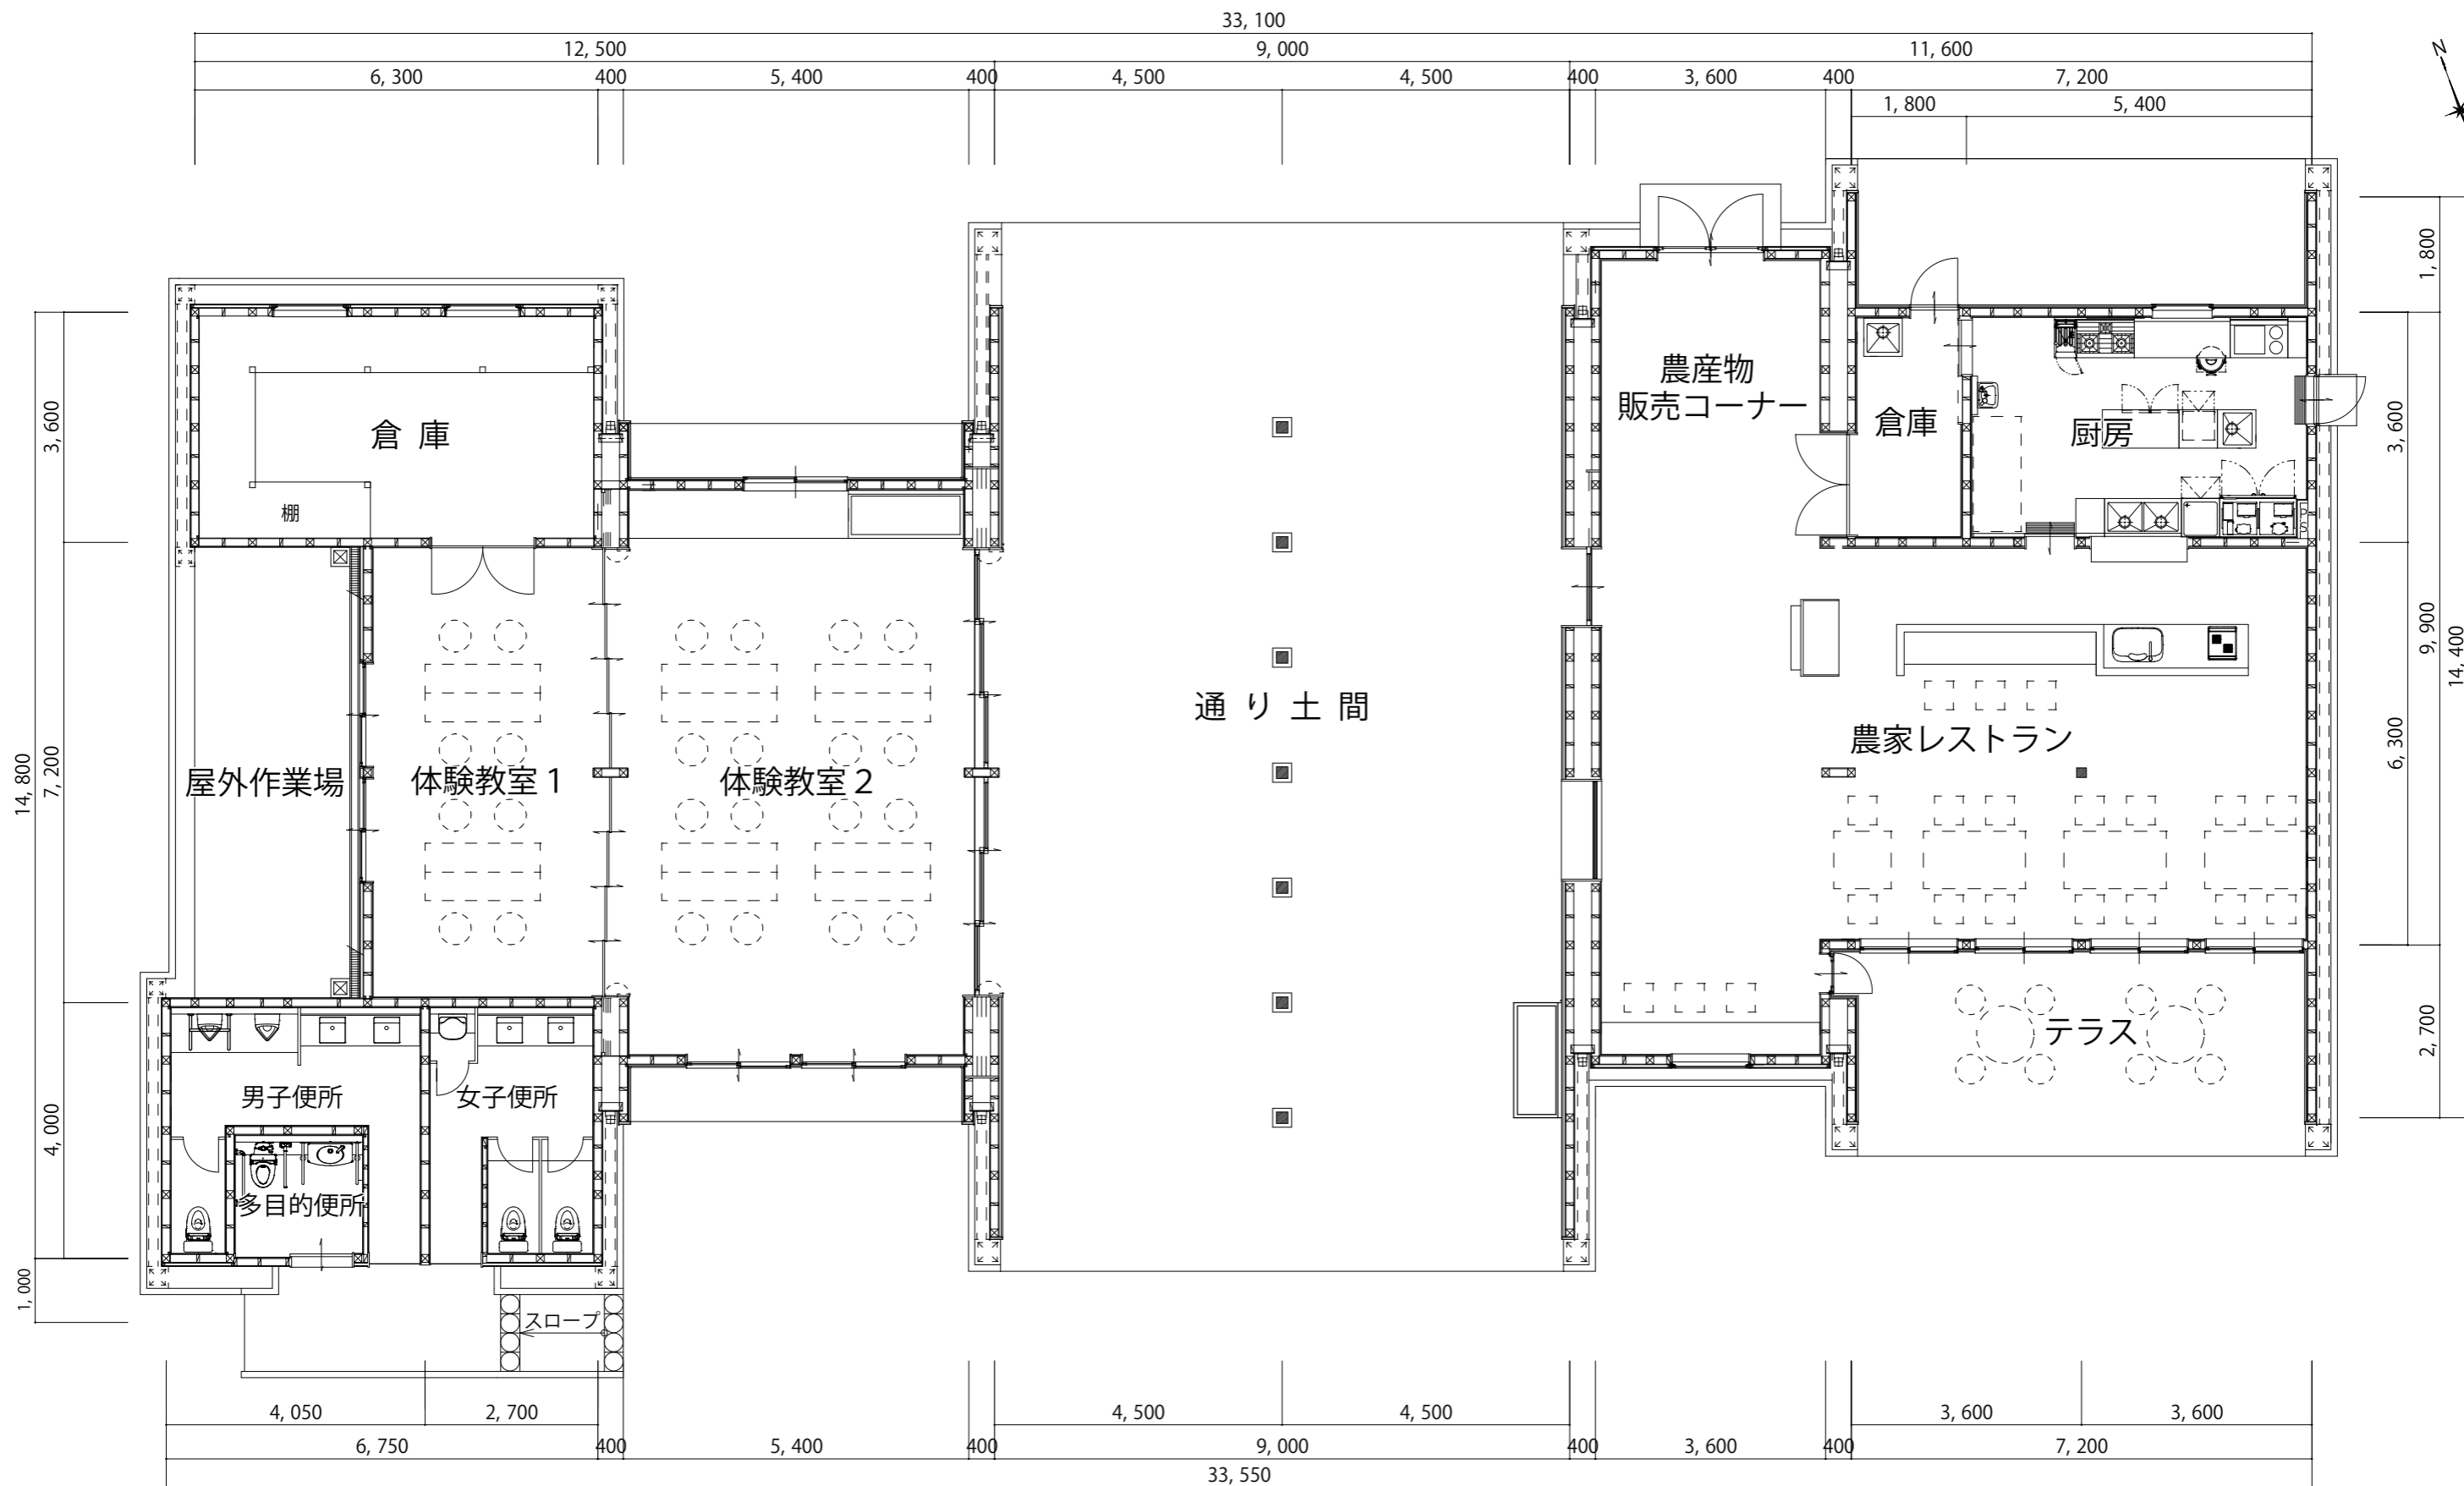 33,100
12,500 9,000 11,600
6,300 400 5,400 400 4,500 4,500 400 3,600 400 7,200
1,800 5,400
N
1,800
3,600
3,600
9,900
14,400
6,300
2,700
14,800
7,200
4,000
1,000
農産物
販売コーナー
倉庫
厨房
PS
倉 庫
棚
通 り 土 間
農家レストラン
屋外作業場
体験教室1
体験教室2
テラス
男子便所
女子便所
多目的便所
スロープ
4,050 2,700 4,500 4,500 3,600 3,600
6,750 400 5,400 400 9,000 400 3,600 400 7,200
33,550